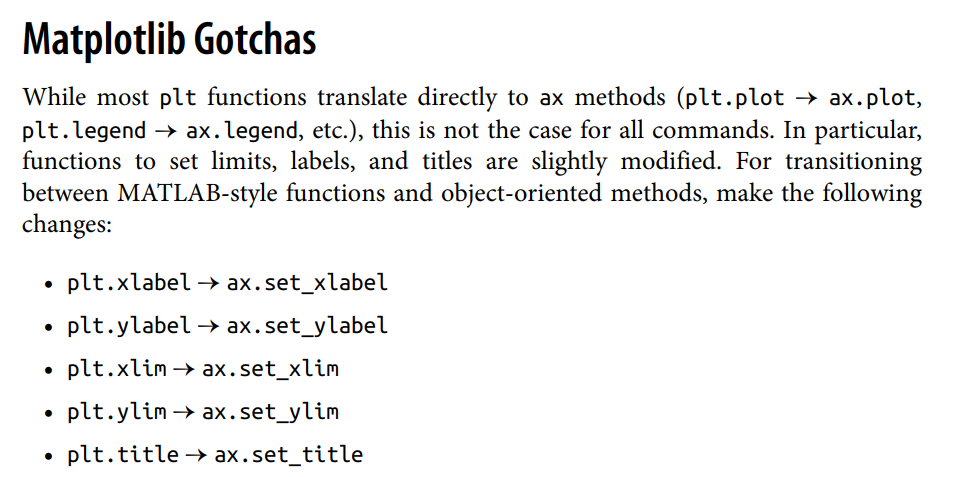 Matplotlib Gotchas
While most plt functions translate directly to ax methods (plt.plot → ax.plot,
plt.legend → ax.legend, etc.), this is not the case for all commands. In particular,
functions to set limits, labels, and titles are slightly modified. For transitioning
between MATLAB-style functions and object-oriented methods, make the following
changes:
• plt.xlabel → ax.set_xlabel
• plt.ylabel → ax.set_ylabel
• plt.xlim → ax.set_xlim
• plt.ylim → ax.set_ylim
• plt.title → ax.set_title